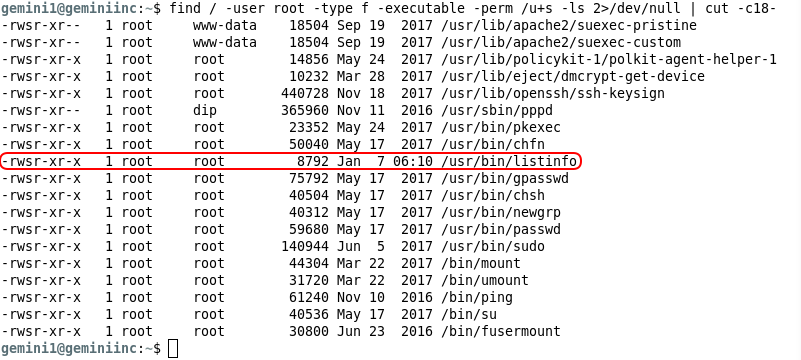 gemini1@geminiinc:~$ find / -user root -type f -executable -perm /u+s -ls 2>/dev/null | cut -c18-
-rwsr-xr--   1 root     www-data    18504 Sep 19  2017 /usr/lib/apache2/suexec-pristine
-rwsr-xr--   1 root     www-data    18504 Sep 19  2017 /usr/lib/apache2/suexec-custom
-rwsr-xr-x   1 root     root        14856 May 24  2017 /usr/lib/policykit-1/polkit-agent-helper-1
-rwsr-xr-x   1 root     root        10232 Mar 28  2017 /usr/lib/eject/dmcrypt-get-device
-rwsr-xr-x   1 root     root       440728 Nov 18  2017 /usr/lib/openssh/ssh-keysign
-rwsr-xr--   1 root     dip        365960 Nov 11  2016 /usr/sbin/pppd
-rwsr-xr-x   1 root     root        23352 May 24  2017 /usr/bin/pkexec
-rwsr-xr-x   1 root     root        50040 May 17  2017 /usr/bin/chfn
-rwsr-xr-x   1 root     root         8792 Jan  7 06:10 /usr/bin/listinfo
-rwsr-xr-x   1 root     root        75792 May 17  2017 /usr/bin/gpasswd
-rwsr-xr-x   1 root     root        40504 May 17  2017 /usr/bin/chsh
-rwsr-xr-x   1 root     root        40312 May 17  2017 /usr/bin/newgrp
-rwsr-xr-x   1 root     root        59680 May 17  2017 /usr/bin/passwd
-rwsr-xr-x   1 root     root       140944 Jun  5  2017 /usr/bin/sudo
-rwsr-xr-x   1 root     root        44304 Mar 22  2017 /bin/mount
-rwsr-xr-x   1 root     root        31720 Mar 22  2017 /bin/umount
-rwsr-xr-x   1 root     root        61240 Nov 10  2016 /bin/ping
-rwsr-xr-x   1 root     root        40536 May 17  2017 /bin/su
-rwsr-xr-x   1 root     root        30800 Jun 23  2016 /bin/fusermount
gemini1@geminiinc:~$